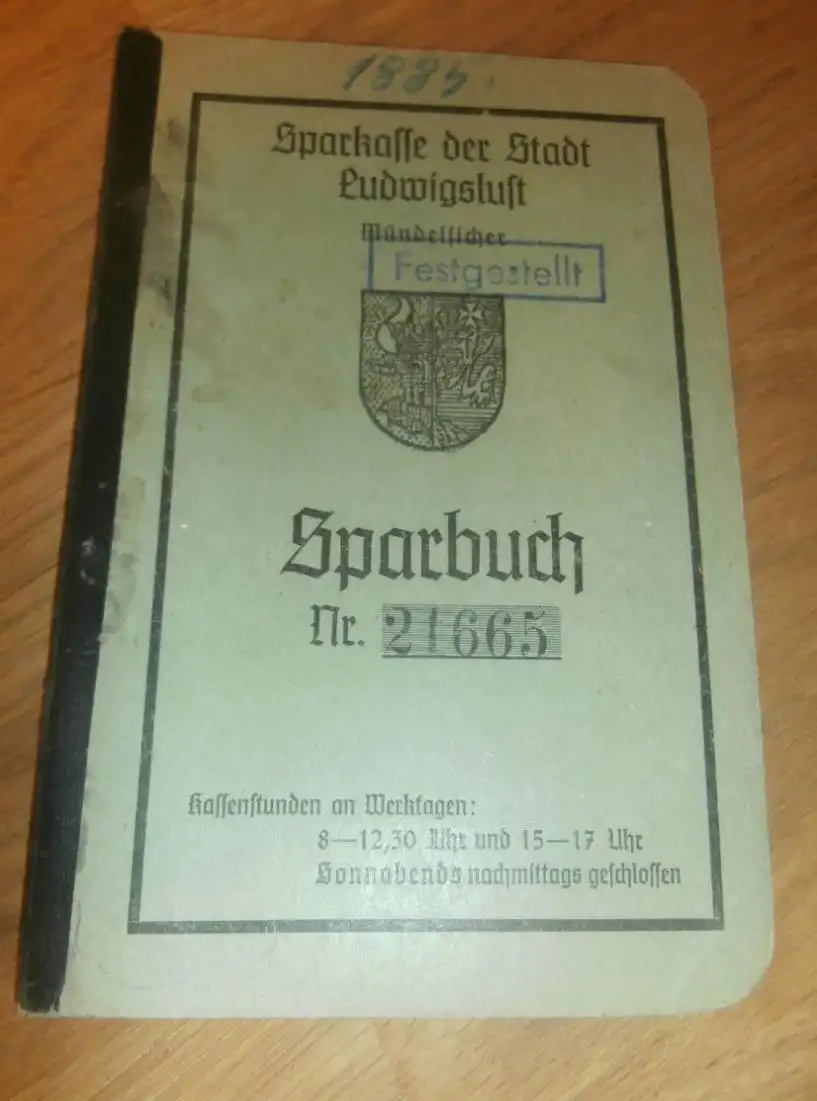 1884.
Sparkasse der Stadt
Ludwigslust
Mündelsicher
Festgestellt
Sparbuch
Nr. 21665
Kassenstunden an Werktagen:
8—12,30 Uhr und 15—17 Uhr
Sonnabends nachmittags geschlossen